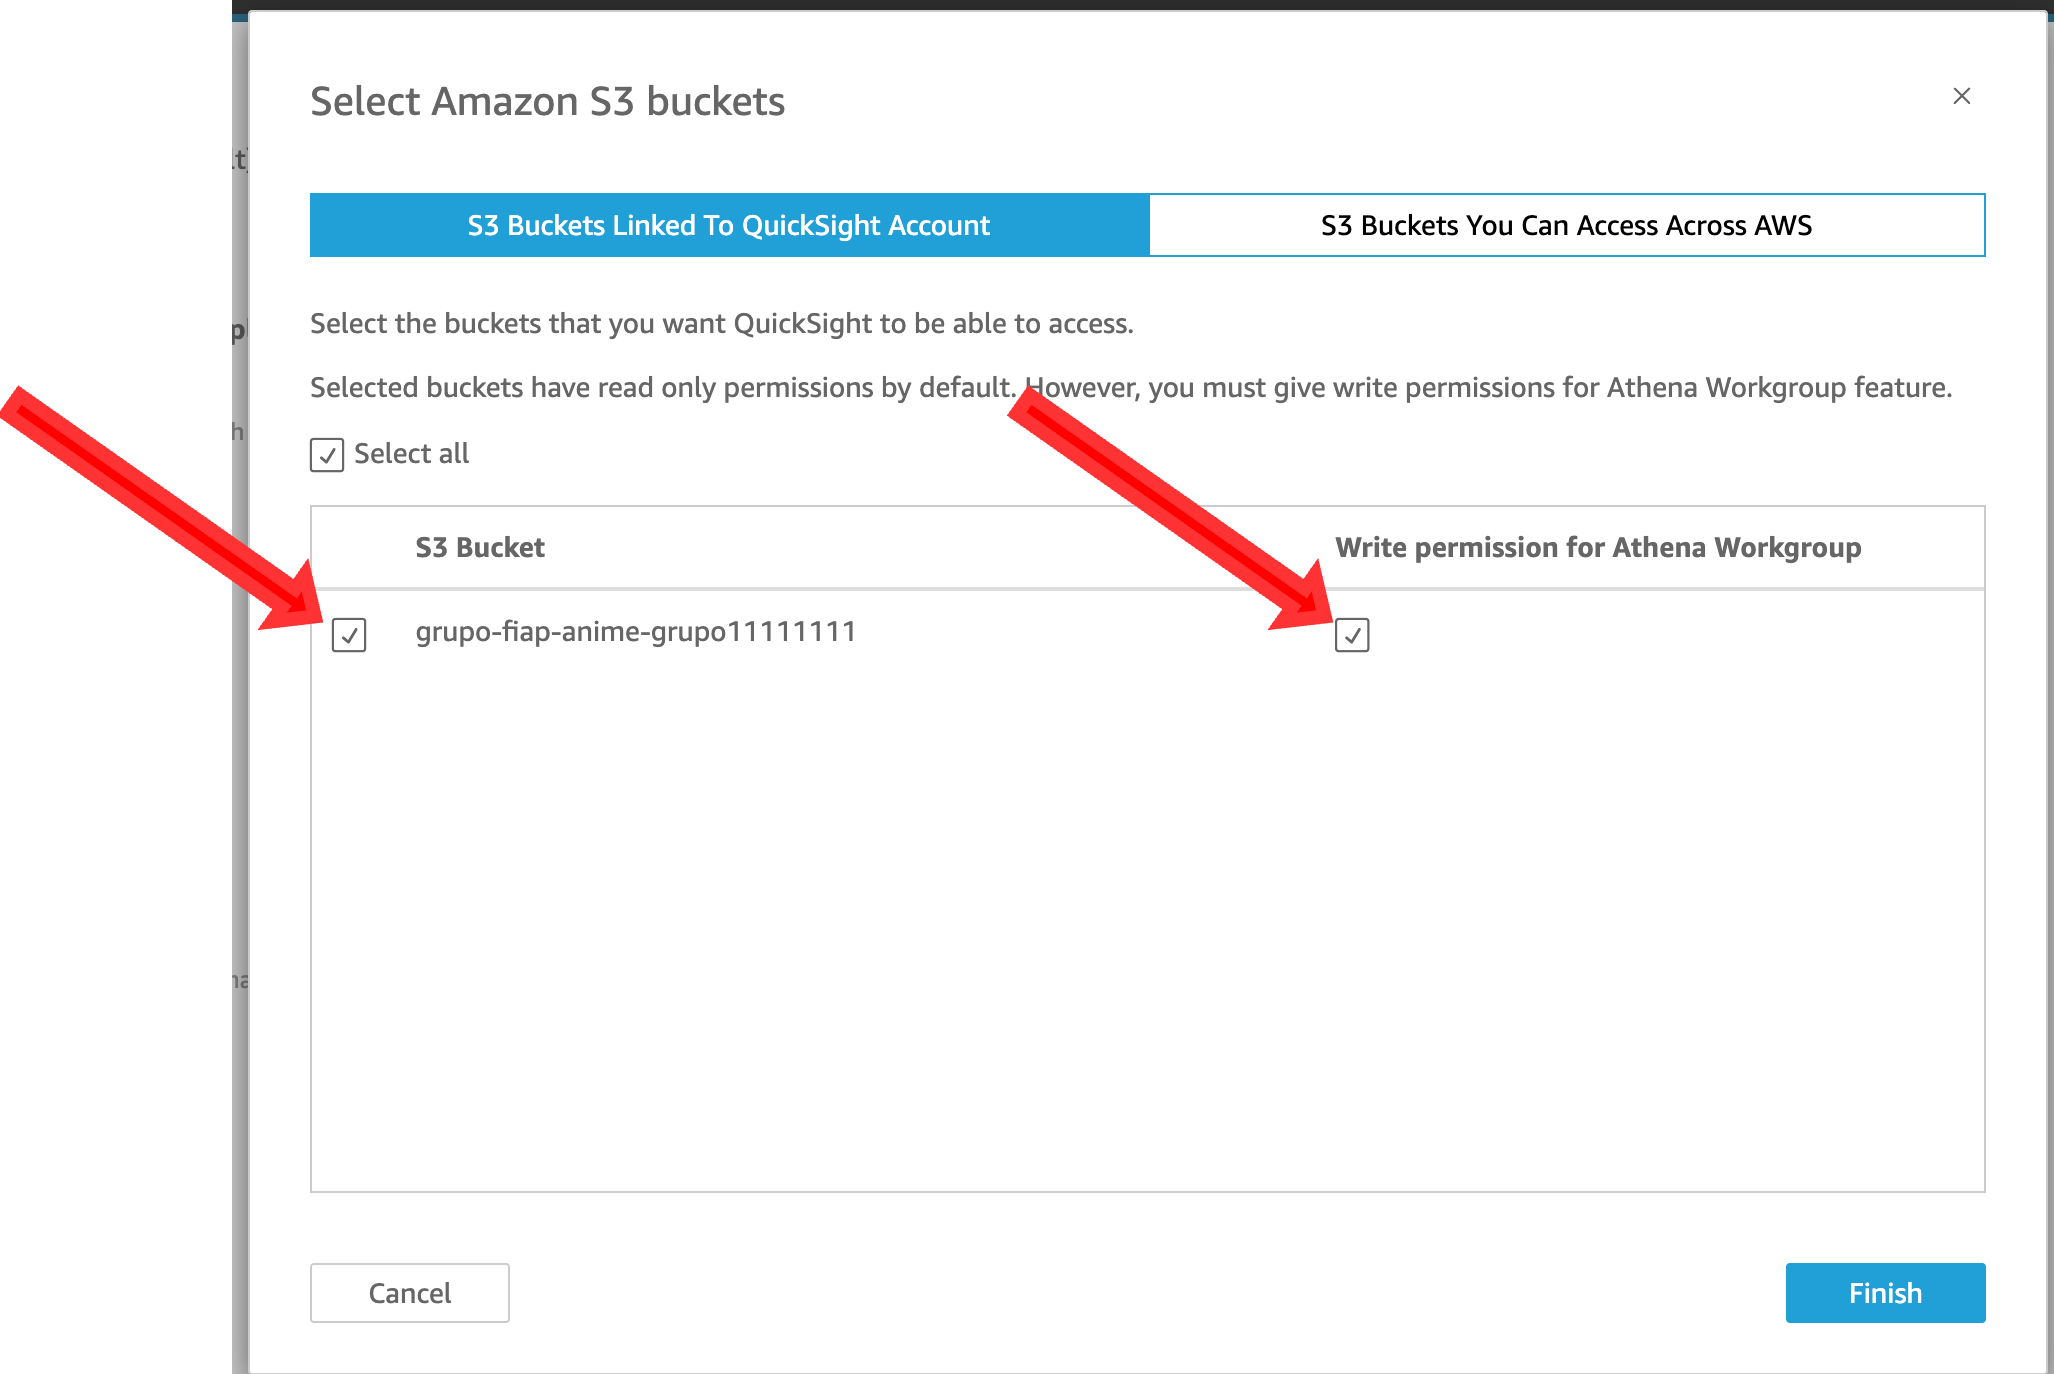 Select Amazon S3 buckets
S3 Buckets Linked To QuickSight Account
S3 Buckets You Can Access Across AWS
Select the buckets that you want QuickSight to be able to access.
Selected buckets have read only permissions by default. However, you must give write permissions for Athena Workgroup feature.
Select all
S3 Bucket
Write permission for Athena Workgroup
grupo-fiap-anime-grupo11111111
Cancel
Finish